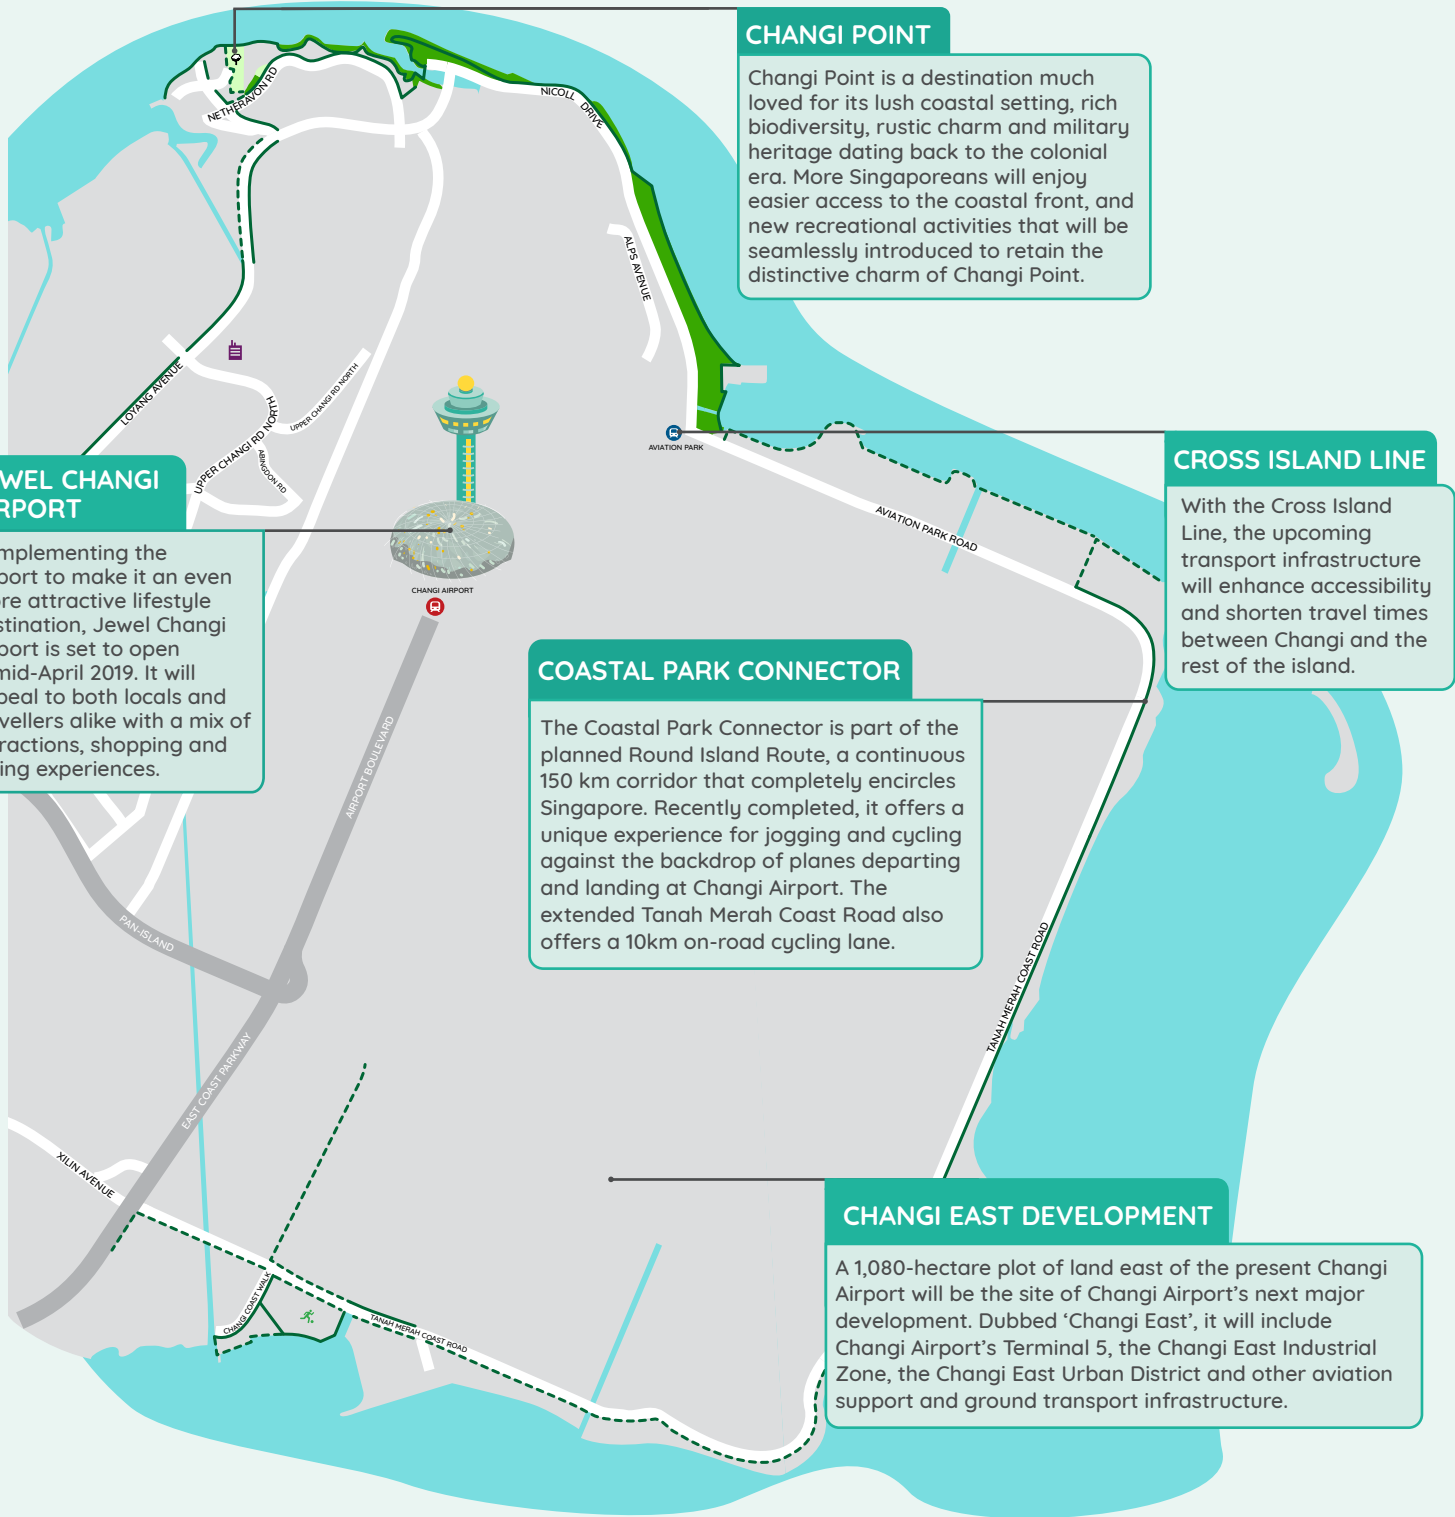 CHANGI POINT
Changi Point is a destination much
loved for its lush coastal setting, rich
biodiversity, rustic charm and military
heritage dating back to the colonial
era. More Singaporeans will enjoy
easier access to the coastal front, and
new recreational activities that will be
seamlessly introduced to retain the
distinctive charm of Changi Point.
NETHERAVON RD
NICOLL DRIVE
ALPS AVENUE
LOYANG AVENUE
UPPER CHANGI RD NORTH
UPPER CHANGI RD NORTH
ABINGDON RD
AVIATION PARK
AVIATION PARK ROAD
CROSS ISLAND LINE
With the Cross Island
Line, the upcoming
transport infrastructure
will enhance accessibility
and shorten travel times
between Changi and the
rest of the island.
WEL CHANGI
RPORT
mplementing the
port to make it an even
re attractive lifestyle
stination, Jewel Changi
port is set to open
mid-April 2019. It will
peal to both locals and
vellers alike with a mix of
ractions, shopping and
ing experiences.
CHANGI AIRPORT
COASTAL PARK CONNECTOR
The Coastal Park Connector is part of the
planned Round Island Route, a continuous
150 km corridor that completely encircles
Singapore. Recently completed, it offers a
unique experience for jogging and cycling
against the backdrop of planes departing
and landing at Changi Airport. The
extended Tanah Merah Coast Road also
offers a 10km on-road cycling lane.
AIRPORT BOULEVARD
PAN-ISLAND
EAST COAST PARKWAY
TANAH MERAH COAST ROAD
XILIN AVENUE
CHANGI COAST WALK
TANAH MERAH COAST ROAD
CHANGI EAST DEVELOPMENT
A 1,080-hectare plot of land east of the present Changi
Airport will be the site of Changi Airport’s next major
development. Dubbed ‘Changi East’, it will include
Changi Airport’s Terminal 5, the Changi East Industrial
Zone, the Changi East Urban District and other aviation
support and ground transport infrastructure.